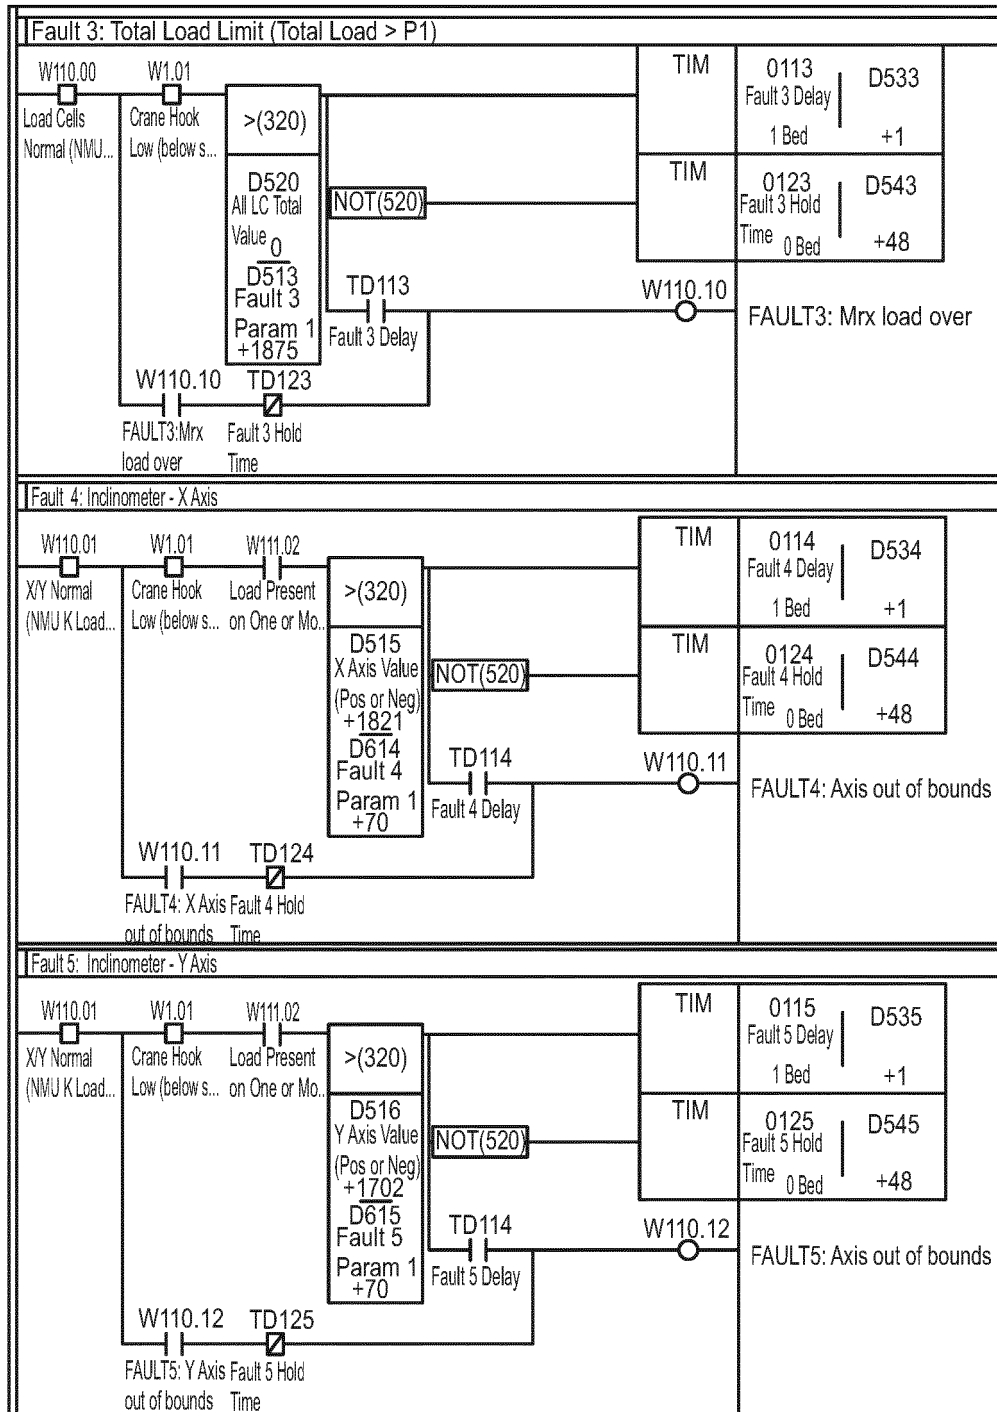 Fault 3: Total Load Limit (Total Load > P1)
W110.00
W1.01
TIM
0113
D533
Load Cells
Normal (NMU...
Crane Hook
Low (below s...
>(320)
Fault 3 Delay
1 Bed
+1
D520
All LC Total
Value
0
D513
Fault 3
Param 1
+1875
NOT(520)
TIM
0123
D543
Fault 3 Hold
Time
0 Bed
+48
TD113
Fault 3 Delay
W110.10
FAULT3: Mrx load over
W110.10
TD123
FAULT3:Mrx
load over
Fault 3 Hold
Time
Fault 4: Inclinometer - X Axis
W110.01
W1.01
W111.02
TIM
0114
D534
X/Y Normal
(NMU K Load...
Crane Hook
Low (below s...
Load Present
on One or Mo..
>(320)
Fault 4 Delay
1 Bed
+1
D515
X Axis Value
(Pos or Neg)
+1821
D614
Fault 4
Param 1
+70
NOT(520)
TIM
0124
D544
Fault 4 Hold
Time
0 Bed
+48
TD114
Fault 4 Delay
W110.11
FAULT4: Axis out of bounds
W110.11
TD124
FAULT4: X Axis
out of bounds
Fault 4 Hold
Time
Fault 5: Inclinometer - Y Axis
W110.01
W1.01
W111.02
TIM
0115
D535
X/Y Normal
(NMU K Load...
Crane Hook
Low (below s...
Load Present
on One or Mo..
>(320)
Fault 5 Delay
1 Bed
+1
D516
Y Axis Value
(Pos or Neg)
+1702
D615
Fault 5
Param 1
+70
NOT(520)
TIM
0125
D545
Fault 5 Hold
Time
0 Bed
+48
TD114
Fault 5 Delay
W110.12
FAULT5: Axis out of bounds
W110.12
TD125
FAULT5: Y Axis
out of bounds
Fault 5 Hold
Time